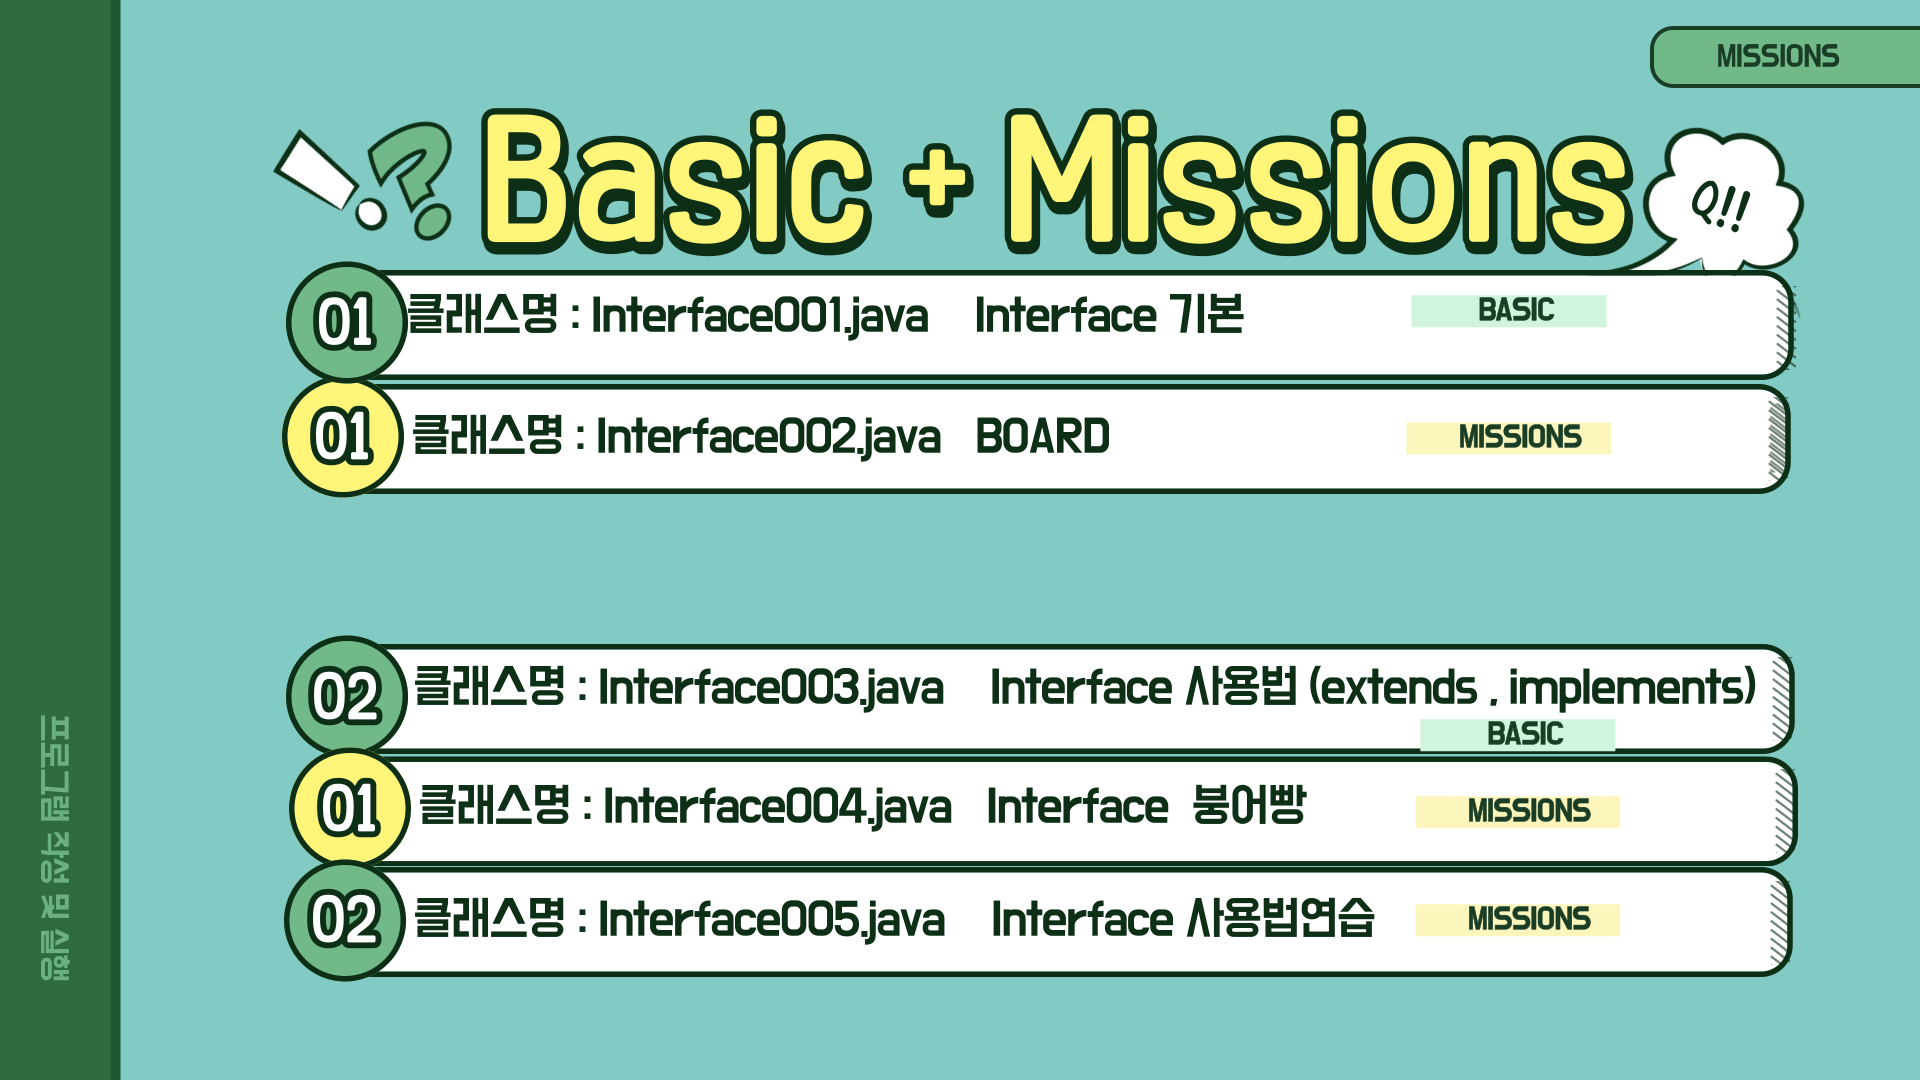 MISSIONS
!?
Basic + Missions
Q!!
01 클래스명 : Interface001.java Interface 기본 BASIC
01 클래스명 : Interface002.java BOARD MISSIONS
02 클래스명 : Interface003.java Interface 사용법 (extends , implements)
BASIC
01 클래스명 : Interface004.java Interface 붕어빵 MISSIONS
02 클래스명 : Interface005.java Interface 사용법연습 MISSIONS
프로그램 작성 및 실행